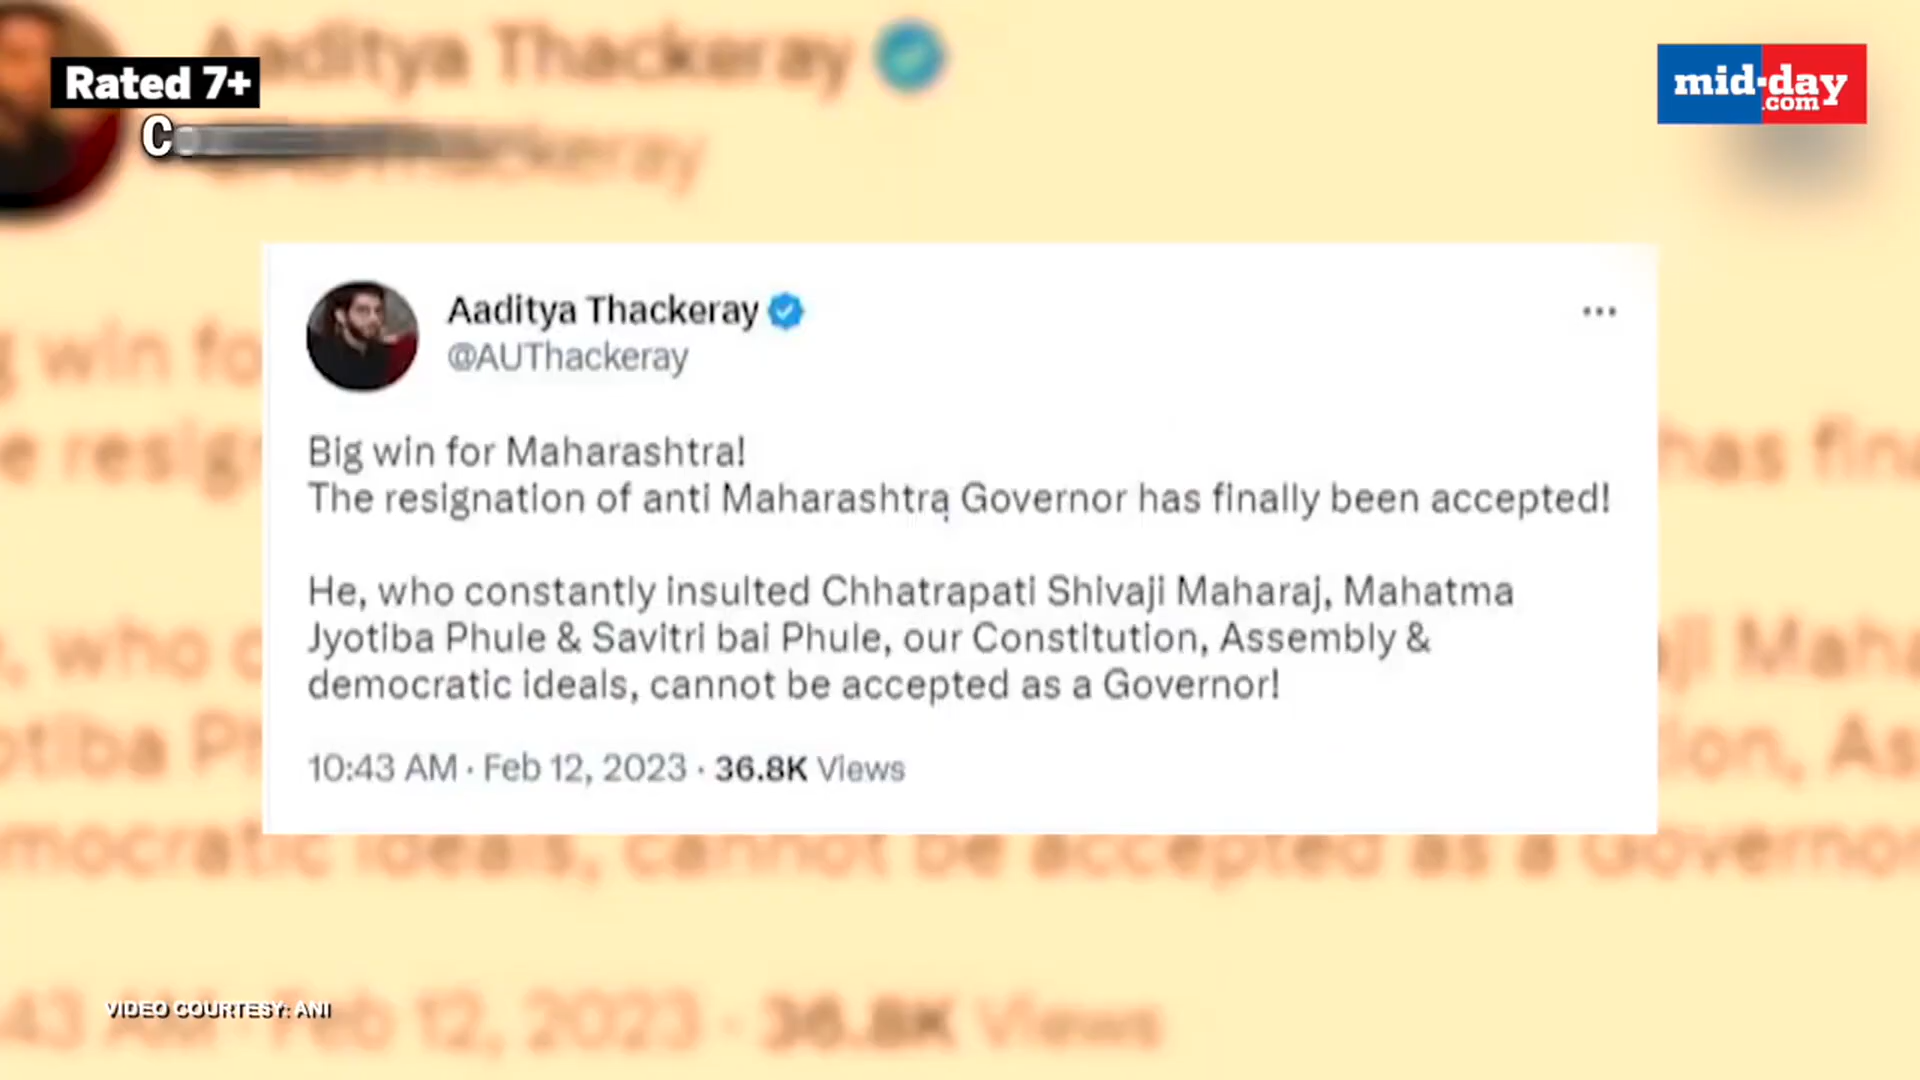 Rated 7+
mid-day
.com
Aaditya Thackeray
@AUThackeray
Big win for Maharashtra!
The resignation of anti Maharashtra Governor has finally been accepted!
He, who constantly insulted Chhatrapati Shivaji Maharaj, Mahatma
Jyotiba Phule & Savitri bai Phule, our Constitution, Assembly &
democratic ideals, cannot be accepted as a Governor!
10:43 AM · Feb 12, 2023 · 36.8K Views
VIDEO COURTESY: ANI